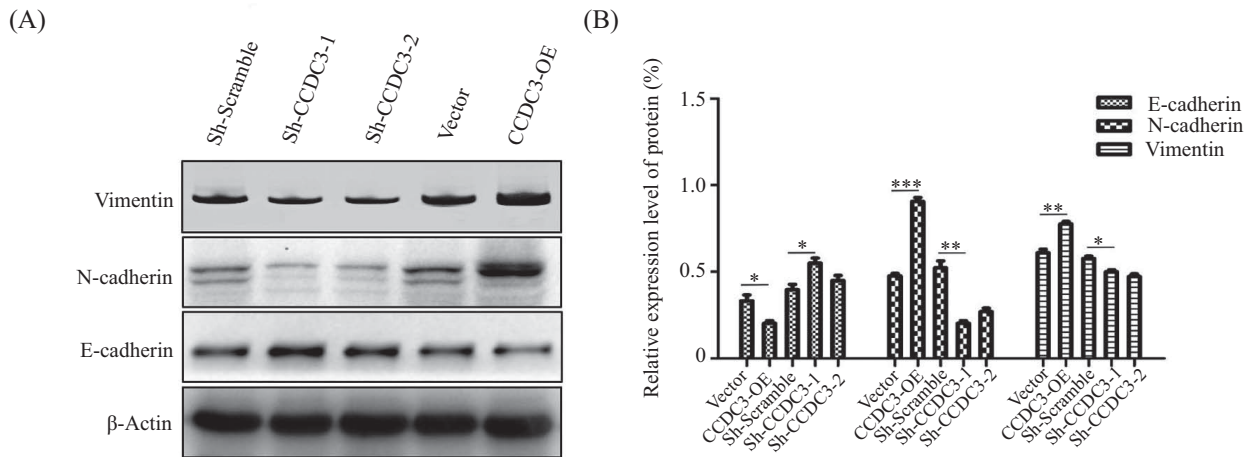 (A)
Sh-Scramble
Sh-CCDC3-1
Sh-CCDC3-2
Vector
CCDC3-OE
Vimentin
N-cadherin
E-cadherin
β-Actin
(B)
Relative expression level of protein (%)
1.5
1.0
0.5
0
E-cadherin
N-cadherin
Vimentin
*
*
***
**
**
*
Vector
CCDC3-OE
Sh-Scramble
Sh-CCDC3-1
Sh-CCDC3-2
Vector
CCDC3-OE
Sh-Scramble
Sh-CCDC3-1
Sh-CCDC3-2
Vector
CCDC3-OE
Sh-Scramble
Sh-CCDC3-1
Sh-CCDC3-2